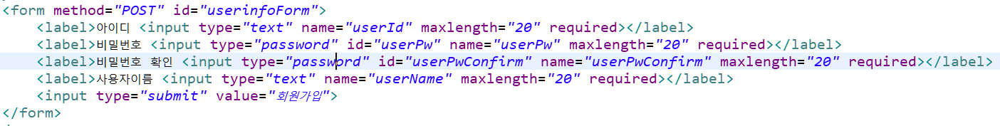 <form method="POST" id="userinfoForm">
<label>아이디 <input type="text" name="userId" maxlength="20" required></label>
<label>비밀번호 <input type="password" id="userPw" name="userPw" maxlength="20" required></label>
<label>비밀번호 확인 <input type="password" id="userPwConfirm" name="userPwConfirm" maxlength="20" required></label>
<label>사용자이름 <input type="text" name="userName" maxlength="20" required></label>
<input type="submit" value="회원가입">
</form>